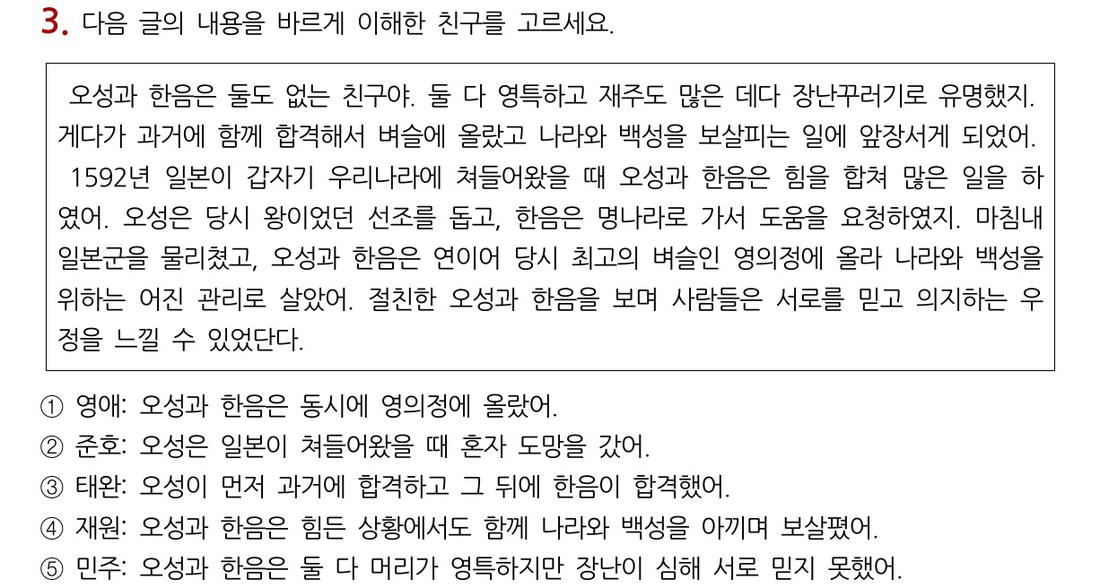 3. 다음 글의 내용을 바르게 이해한 친구를 고르세요.
오성과 한음은 둘도 없는 친구야. 둘 다 영특하고 재주도 많은 데다 장난꾸러기로 유명했지.
게다가 과거에 함께 합격해서 벼슬에 올랐고 나라와 백성을 보살피는 일에 앞장서게 되었어.
1592년 일본이 갑자기 우리나라에 쳐들어왔을 때 오성과 한음은 힘을 합쳐 많은 일을 하
였어. 오성은 당시 왕이었던 선조를 돕고, 한음은 명나라로 가서 도움을 요청하였지. 마침내
일본군을 물리쳤고, 오성과 한음은 연이어 당시 최고의 벼슬인 영의정에 올라 나라와 백성을
위하는 어진 관리로 살았어. 절친한 오성과 한음을 보며 사람들은 서로를 믿고 의지하는 우
정을 느낄 수 있었단다.
① 영애: 오성과 한음은 동시에 영의정에 올랐어.
② 준호: 오성은 일본이 쳐들어왔을 때 혼자 도망을 갔어.
③ 태완: 오성이 먼저 과거에 합격하고 그 뒤에 한음이 합격했어.
④ 재원: 오성과 한음은 힘든 상황에서도 함께 나라와 백성을 아끼며 보살폈어.
⑤ 민주: 오성과 한음은 둘 다 머리가 영특하지만 장난이 심해 서로 믿지 못했어.